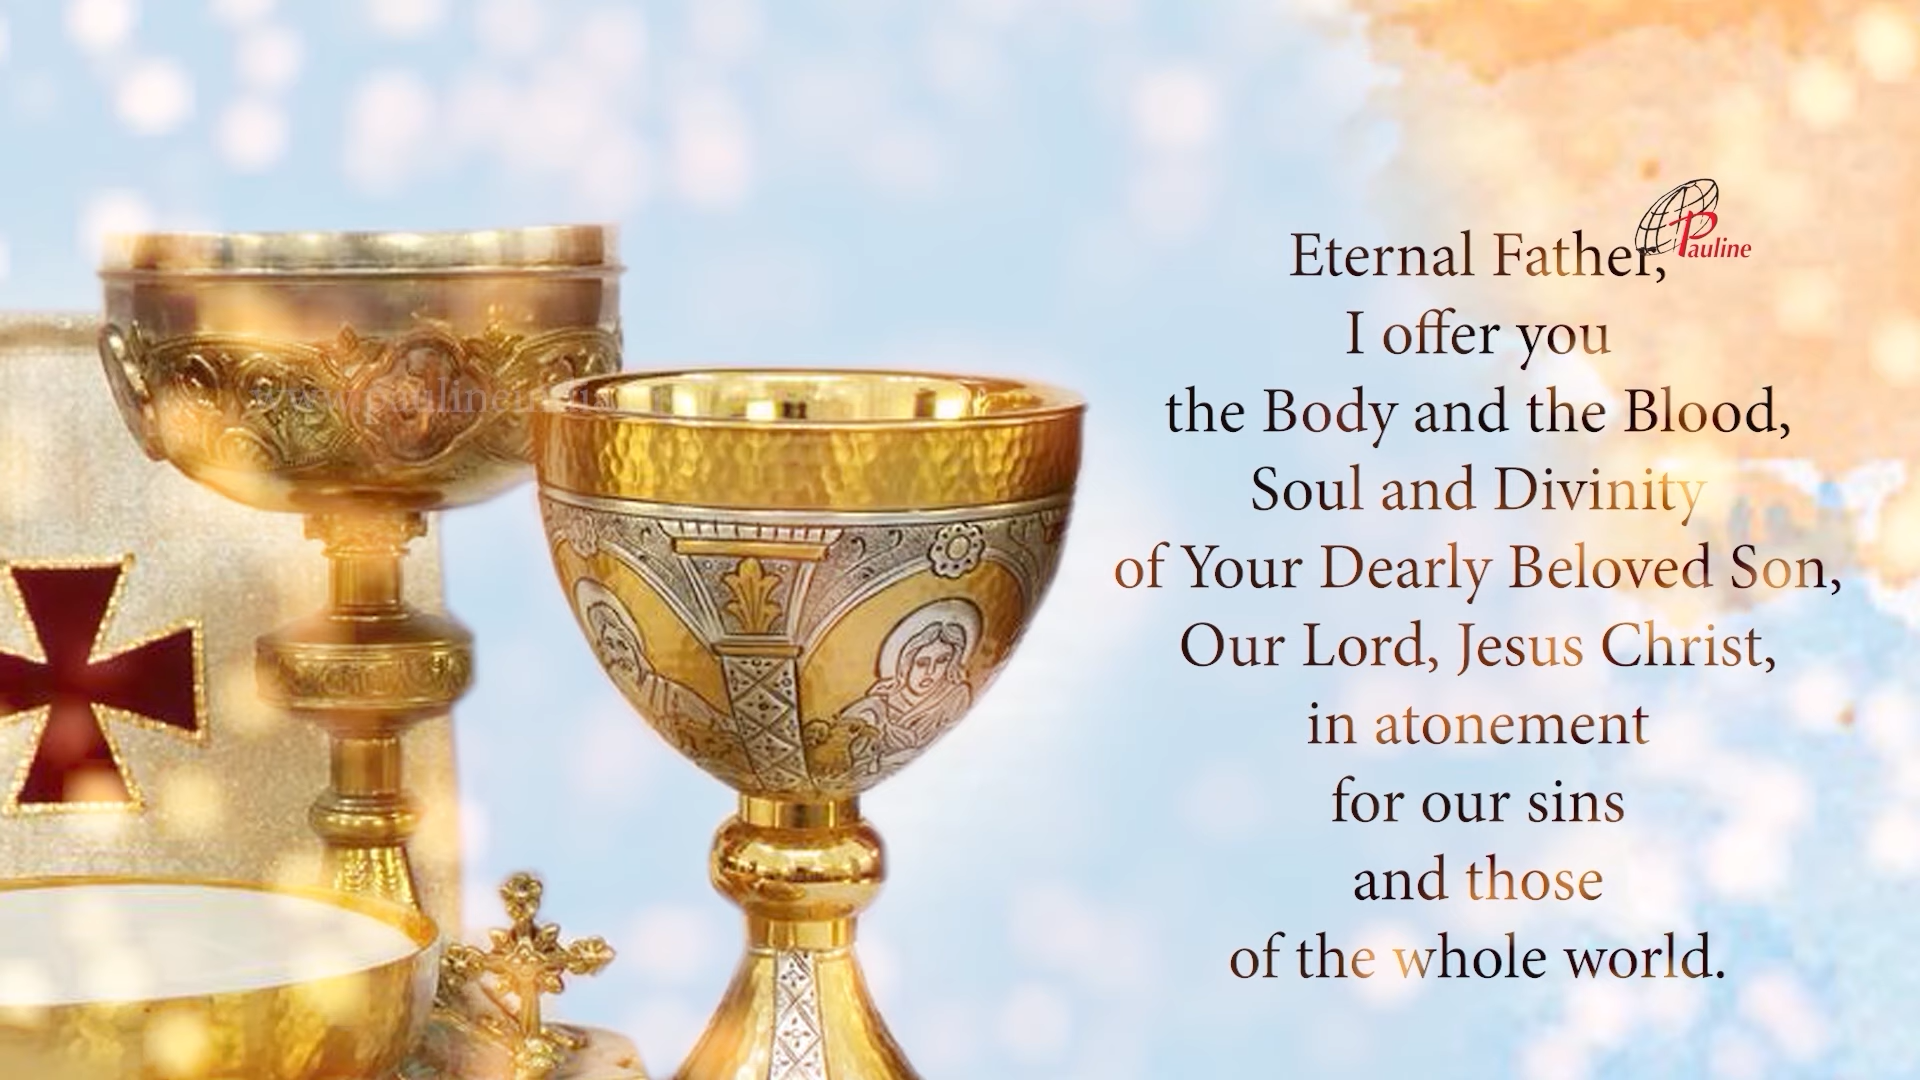 Pauline
Eternal Father,
I offer you
the Body and the Blood,
Soul and Divinity
of Your Dearly Beloved Son,
Our Lord, Jesus Christ,
in atonement
for our sins
and those
of the whole world.